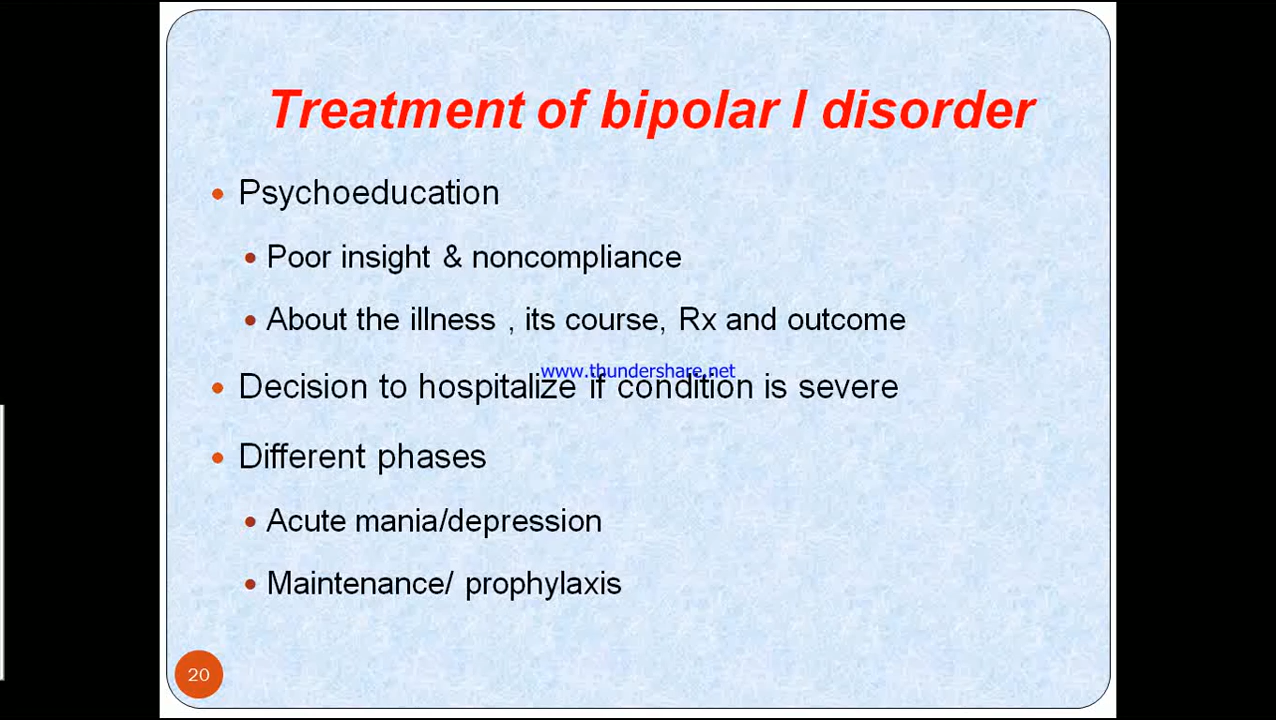 Treatment of bipolar I disorder
• Psychoeducation
• Poor insight & noncompliance
• About the illness , its course, Rx and outcome
www.thundershare.net
• Decision to hospitalize if condition is severe
• Different phases
• Acute mania/depression
• Maintenance/ prophylaxis
20